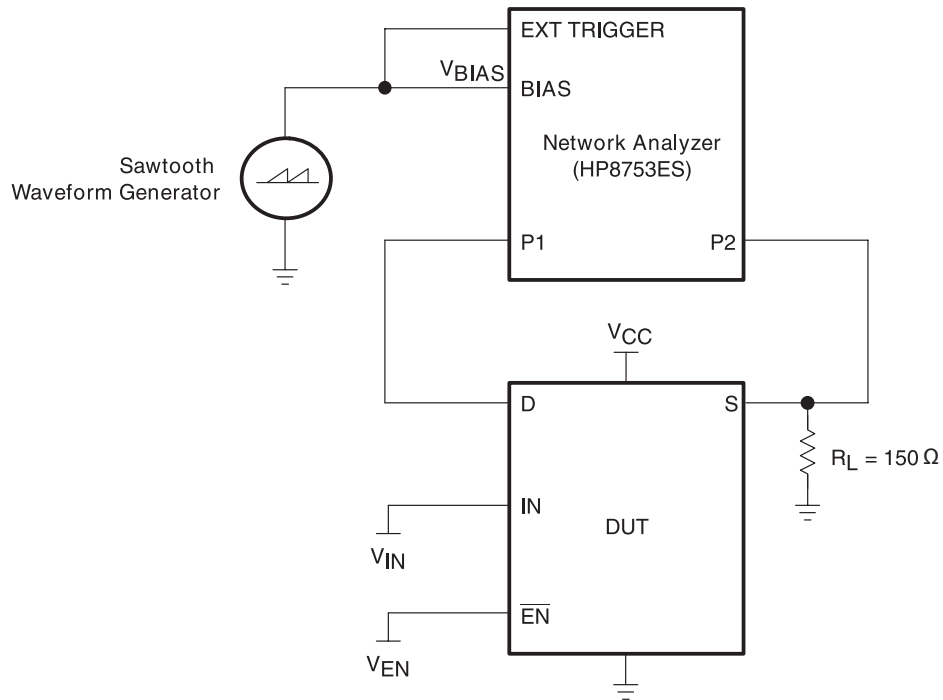 EXT TRIGGER
VBIAS
BIAS
Network Analyzer
(HP8753ES)
Sawtooth
Waveform Generator
P1
P2
VCC
D
S
RL = 150 Ω
IN
DUT
VIN
EN
VEN